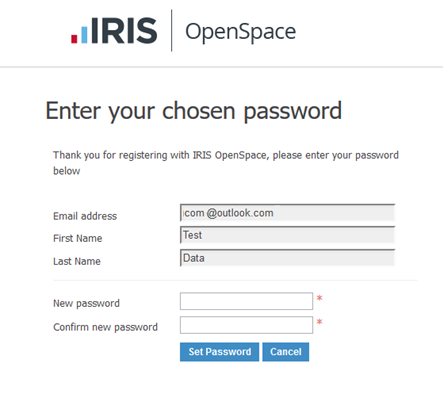 IRIS OpenSpace
Enter your chosen password
Thank you for registering with IRIS OpenSpace, please enter your password
below
Email address com @outlook.com
First Name Test
Last Name Data
New password *
Confirm new password *
Set Password Cancel